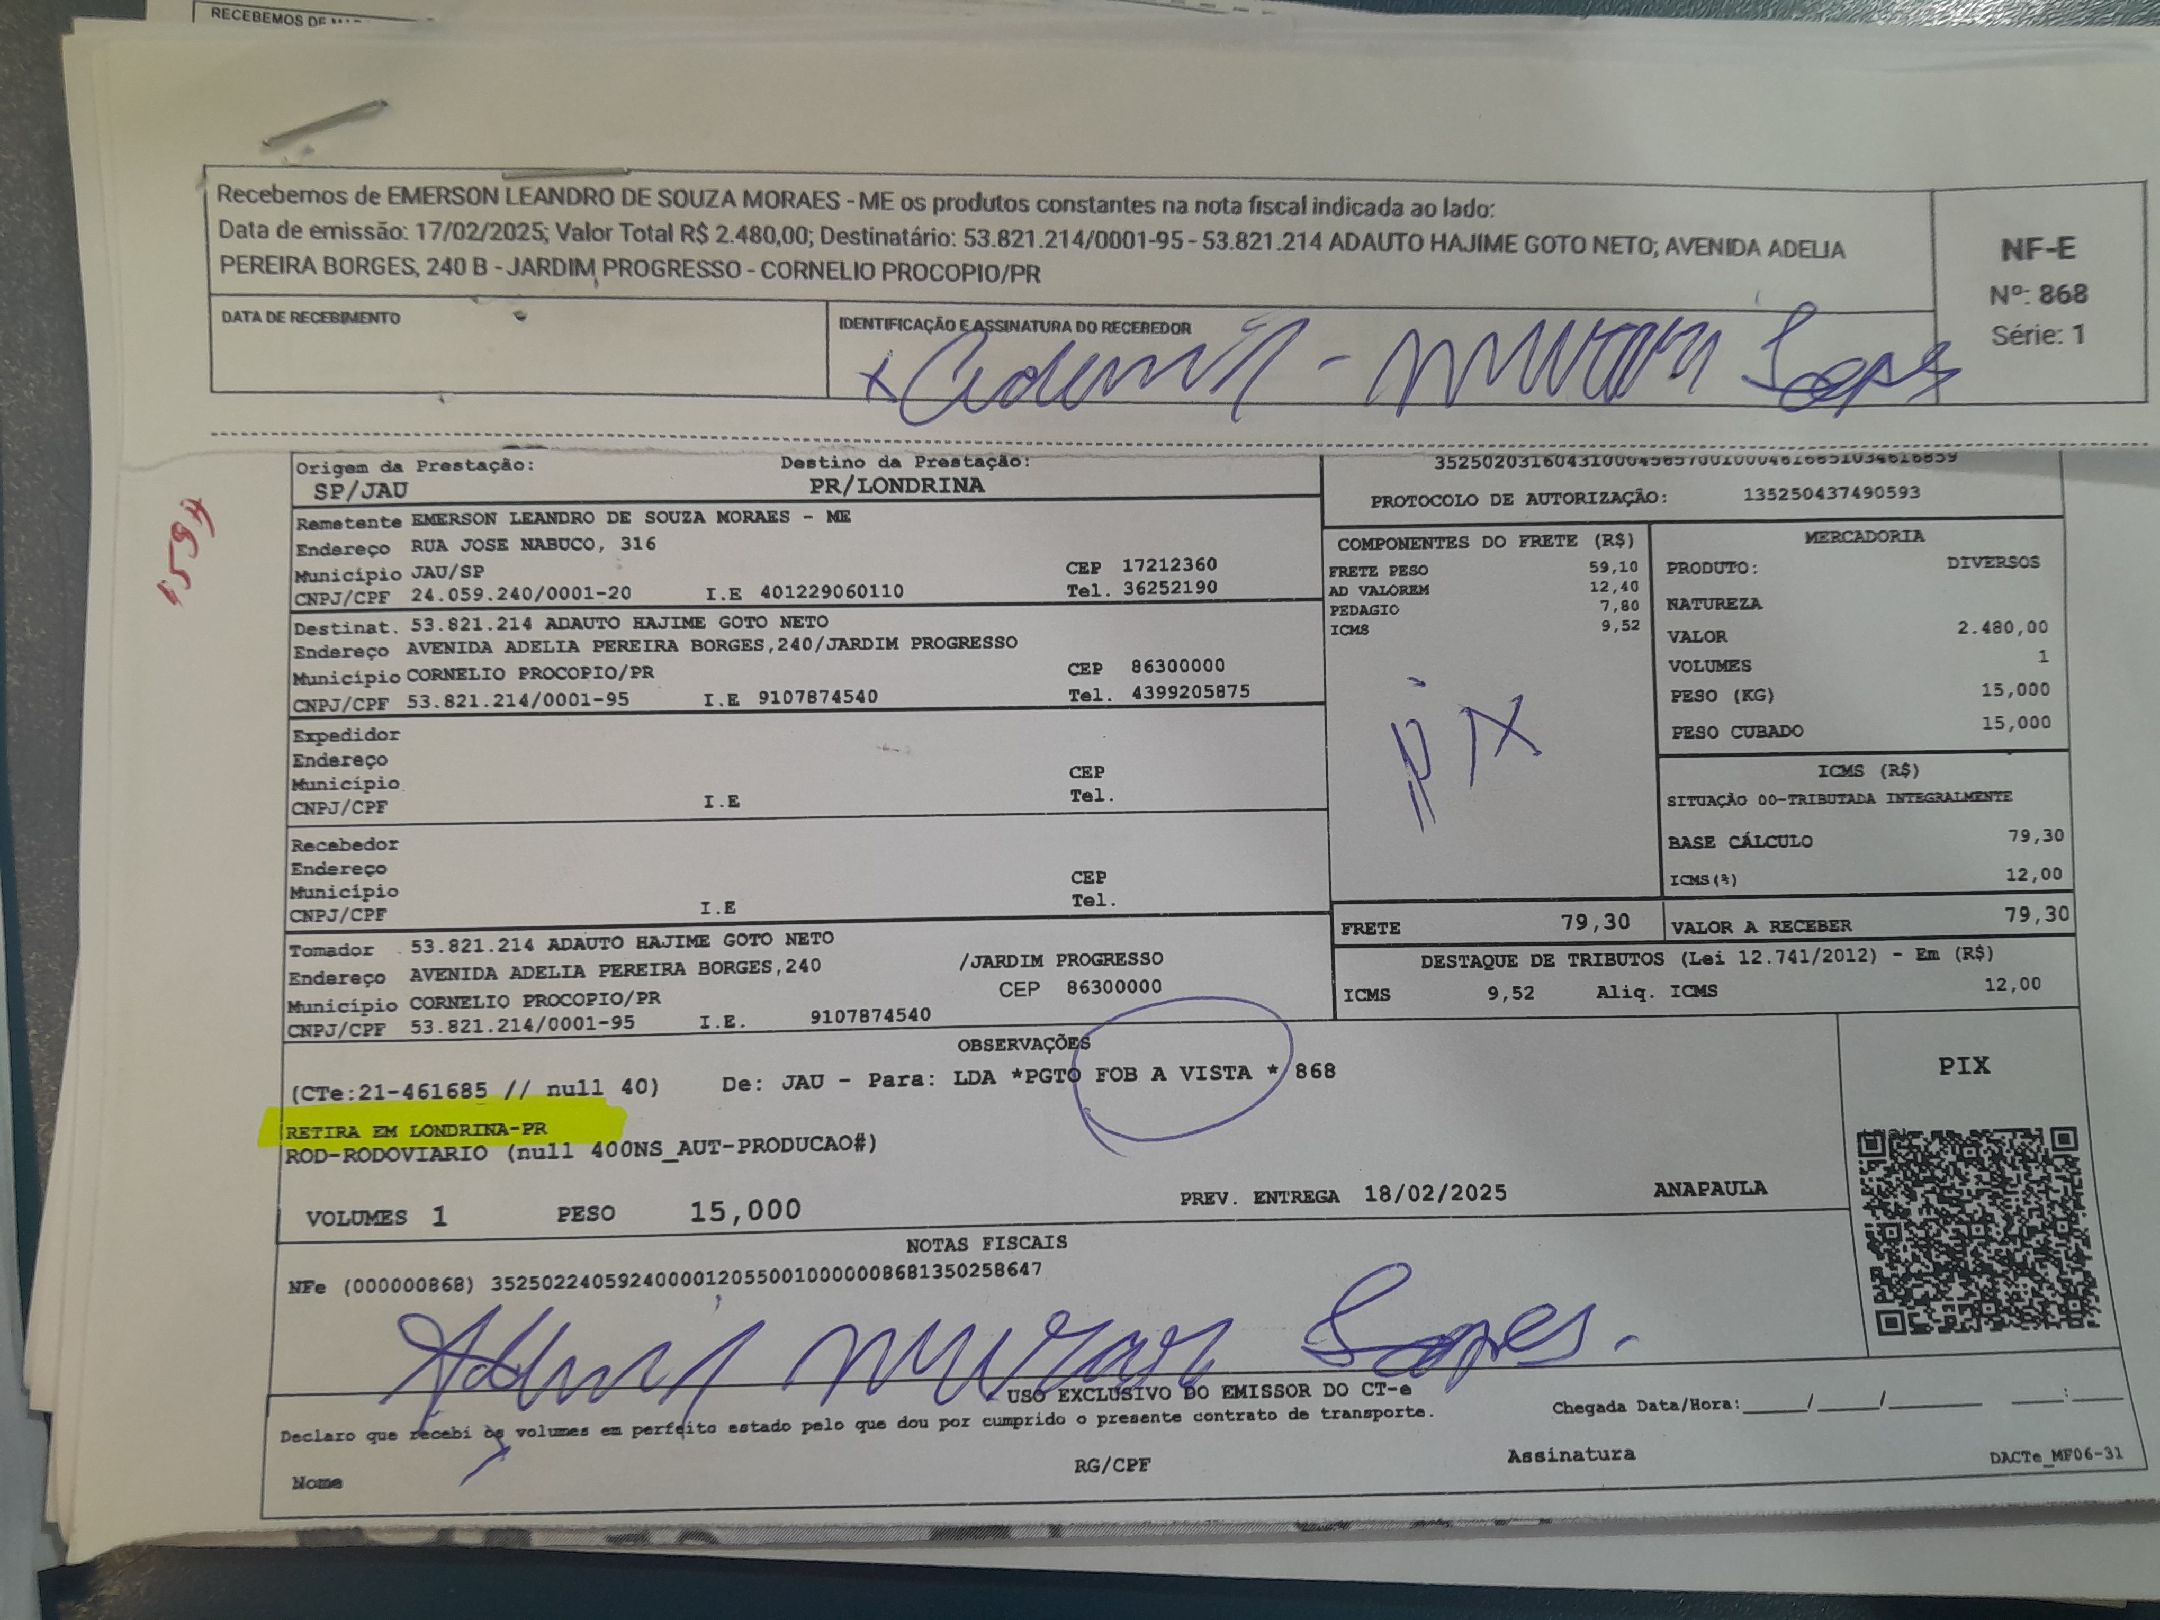 RECEBEMOS DE
Recebemos de EMERSON LEANDRO DE SOUZA MORAES - ME os produtos constantes na nota fiscal indicada ao lado:
Data de emissão: 17/02/2025; Valor Total R$ 2.480,00; Destinatário: 53.821.214/0001-95 - 53.821.214 ADAUTO HAJIME GOTO NETO; AVENIDA ADELIA
PEREIRA BORGES, 240 B - JARDIM PROGRESSO - CORNELIO PROCOPIO/PR
NF-E
Nº: 868
Série: 1
DATA DE RECEBIMENTO
IDENTIFICAÇÃO E ASSINATURA DO RECEBEDOR
Origem da Prestação: Destino da Prestação:
SP/JAU PR/LONDRINA
PROTOCOLO DE AUTORIZAÇÃO: 135250437490593
Remetente EMERSON LEANDRO DE SOUZA MORAES - ME
Endereço RUA JOSE NABUCO, 316
Município JAU/SP CEP 17212360
CNPJ/CPF 24.059.240/0001-20 I.E 401229060110 Tel. 36252190
Destinat. 53.821.214 ADAUTO HAJIME GOTO NETO
Endereço AVENIDA ADELIA PEREIRA BORGES,240/JARDIM PROGRESSO
Município CORNELIO PROCOPIO/PR CEP 86300000
CNPJ/CPF 53.821.214/0001-95 I.E 9107874540 Tel. 4399205875
Expedidor
Endereço
Município CEP
CNPJ/CPF I.E Tel.
Recebedor
Endereço
Município CEP
CNPJ/CPF I.E Tel.
Tomador 53.821.214 ADAUTO HAJIME GOTO NETO
Endereço AVENIDA ADELIA PEREIRA BORGES,240 /JARDIM PROGRESSO
Município CORNELIO PROCOPIO/PR CEP 86300000
CNPJ/CPF 53.821.214/0001-95 I.E. 9107874540
COMPONENTES DO FRETE (R$)
FRETE PESO 59,10
AD VALOREM 12,40
PEDAGIO 7,80
ICMS 9,52
PIX
MERCADORIA
PRODUTO: DIVERSOS
NATUREZA
VALOR 2.480,00
VOLUMES 1
PESO (KG) 15,000
PESO CUBADO 15,000
ICMS (R$)
SITUAÇÃO 00-TRIBUTADA INTEGRALMENTE
BASE CÁLCULO 79,30
ICMS(%) 12,00
FRETE 79,30 VALOR A RECEBER 79,30
DESTAQUE DE TRIBUTOS (Lei 12.741/2012) - Em (R$)
ICMS 9,52 Aliq. ICMS 12,00
OBSERVAÇÕES
(CTe:21-461685 // null 40) De: JAU - Para: LDA *PGTO FOB A VISTA * 868
RETIRA EM LONDRINA-PR
ROD-RODOVIARIO (null 400NS_AUT-PRODUCAO#)
VOLUMES 1 PESO 15,000 PREV. ENTREGA 18/02/2025 ANAPAULA
PIX
NOTAS FISCAIS
NFe (000000868) 35250224059240000120550010000008681350258647
USO EXCLUSIVO DO EMISSOR DO CT-e
Declaro que recebi os volumes em perfeito estado pelo que dou por cumprido o presente contrato de transporte.
Chegada Data/Hora:____/____/______ ___:___
Nome RG/CPF Assinatura DACTe_MF06-31